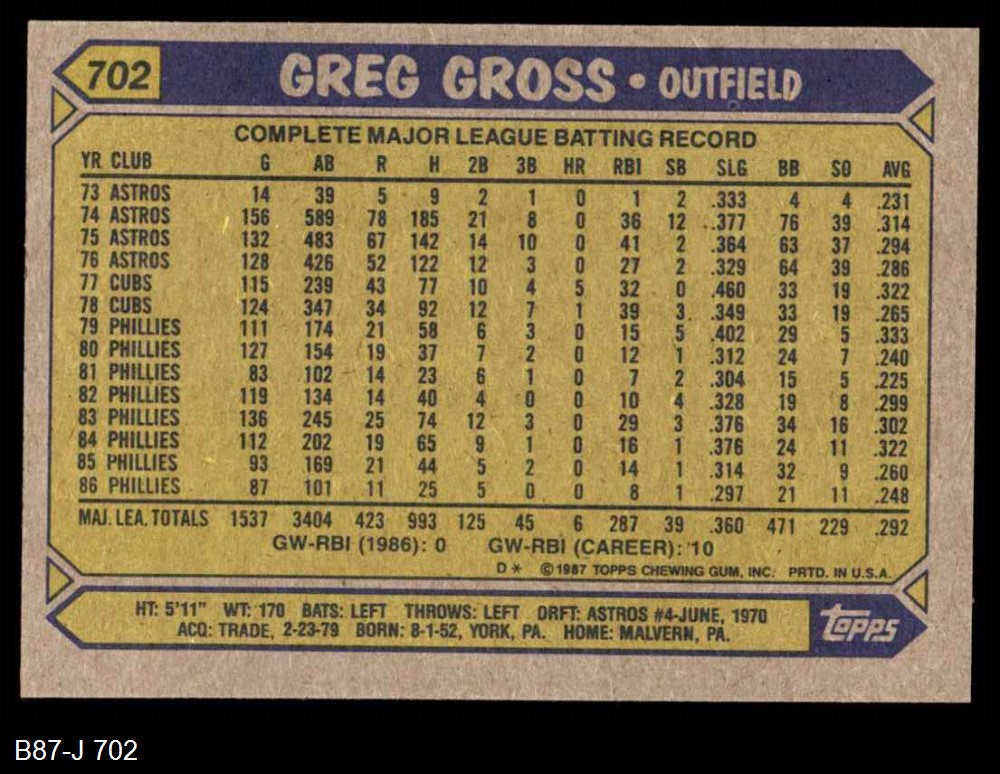 702
GREG GROSS • OUTFIELD
COMPLETE MAJOR LEAGUE BATTING RECORD
YR CLUB G AB R H 2B 3B HR RBI SB SLG BB SO AVG
73 ASTROS 14 39 5 9 2 1 0 1 2 .333 4 4 .231
74 ASTROS 156 589 78 185 21 8 0 36 12 .377 76 39 .314
75 ASTROS 132 483 67 142 14 10 0 41 2 .364 63 37 .294
76 ASTROS 128 426 52 122 12 3 0 27 2 .329 64 39 .286
77 CUBS 115 239 43 77 10 4 5 32 0 .460 33 19 .322
78 CUBS 124 347 34 92 12 7 1 39 3 .349 33 19 .265
79 PHILLIES 111 174 21 58 6 3 0 15 5 .402 29 5 .333
80 PHILLIES 127 154 19 37 7 2 0 12 1 .312 24 7 .240
81 PHILLIES 83 102 14 23 6 1 0 7 2 .304 15 5 .225
82 PHILLIES 119 134 14 40 4 0 0 10 4 .328 19 8 .299
83 PHILLIES 136 245 25 74 12 3 0 29 3 .376 34 16 .302
84 PHILLIES 112 202 19 65 9 1 0 16 1 .376 24 11 .322
85 PHILLIES 93 169 21 44 5 2 0 14 1 .314 32 9 .260
86 PHILLIES 87 101 11 25 5 0 0 8 1 .297 21 11 .248
MAJ. LEA. TOTALS 1537 3404 423 993 125 45 6 287 39 .360 471 229 .292
GW-RBI (1986): 0 GW-RBI (CAREER): 10
D* ©1987 TOPPS CHEWING GUM, INC. PRTD. IN U.S.A.
HT: 5'11" WT: 170 BATS: LEFT THROWS: LEFT DRFT: ASTROS #4-JUNE, 1970
ACQ: TRADE, 2-23-79 BORN: 8-1-52, YORK, PA. HOME: MALVERN, PA.
Topps
B87-J 702